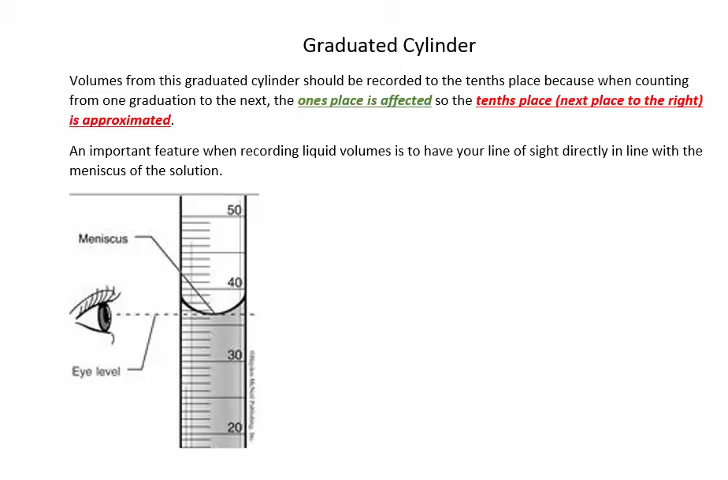 Graduated Cylinder
Volumes from this graduated cylinder should be recorded to the tenths place because when counting
from one graduation to the next, the ones place is affected so the tenths place (next place to the right)
is approximated.
An important feature when recording liquid volumes is to have your line of sight directly in line with the
meniscus of the solution.
50
Meniscus
40
30
Eye level
20